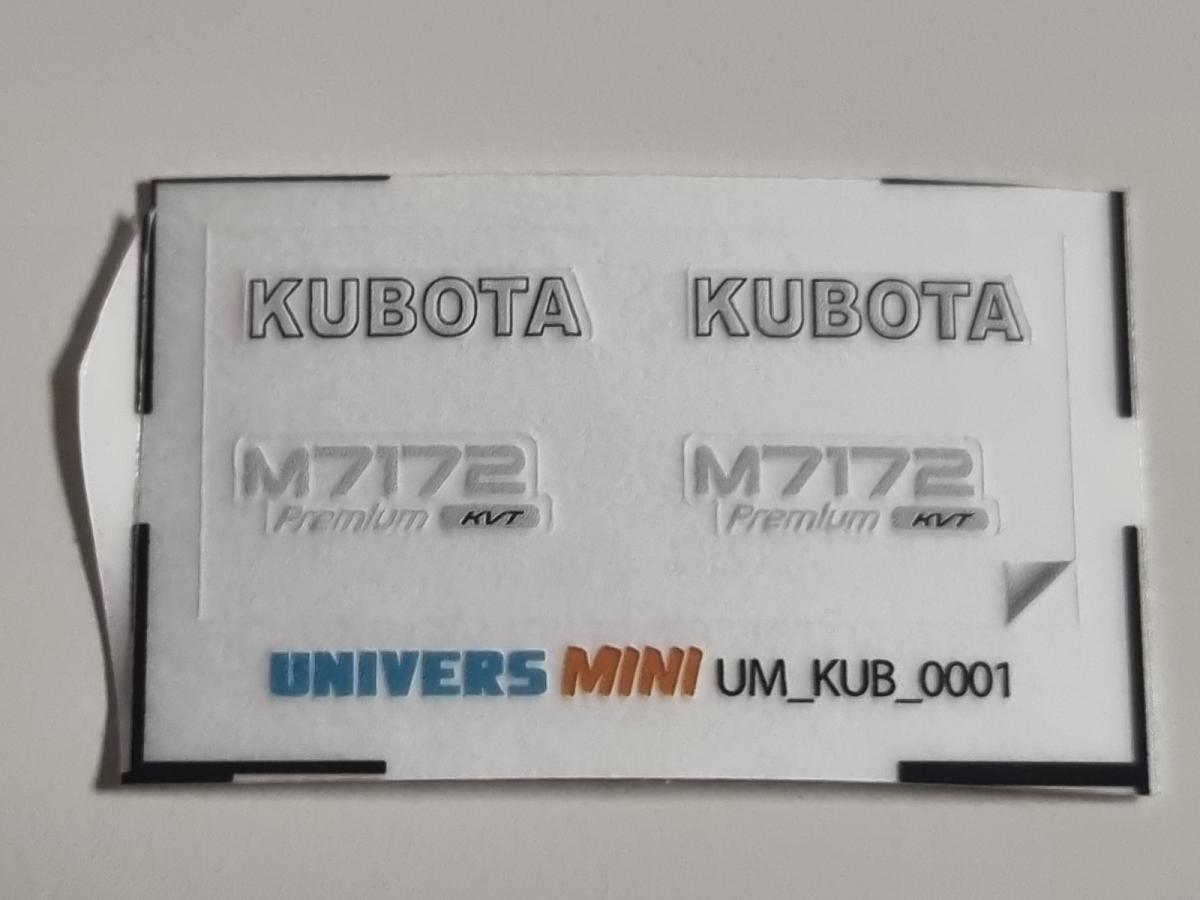 KUBOTA KUBOTA
M7172 M7172
Premium KVT Premium KVT
UNIVERS MINI UM_KUB_0001